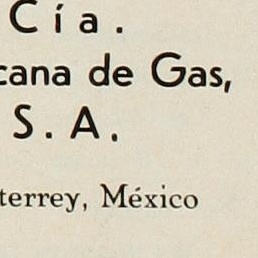 Cía.
cana de Gas,
S. A.
terrey, México